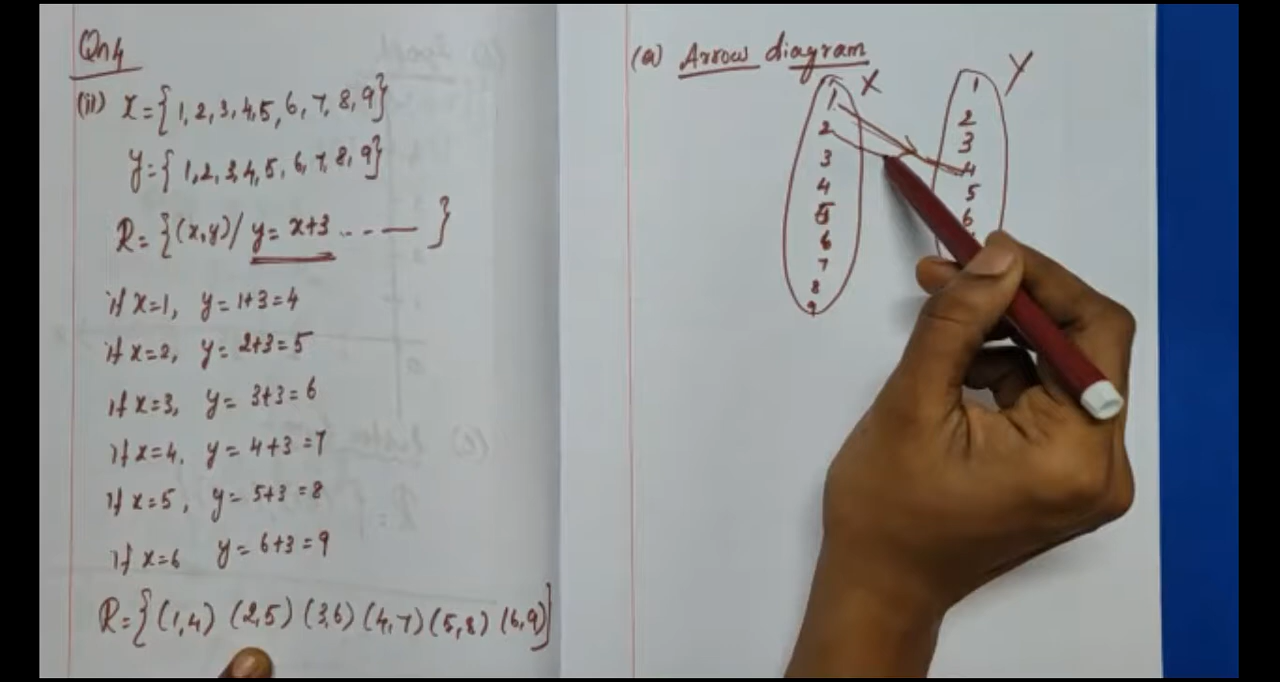 Qn4
(ii) X={1,2,3,4,5,6,7,8,9}
Y={1,2,3,4,5,6,7,8,9}
R={(x,y)/ y=x+3...—}
if x=1, y=1+3=4
if x=2, y=2+3=5
if x=3, y=3+3=6
if x=4, y=4+3=7
if x=5, y=5+3=8
if x=6 y=6+3=9
R={(1,4) (2,5) (3,6) (4,7) (5,8) (6,9)}
(a) Arrow diagram
X
1
2
3
4
5
6
7
8
9
Y
1
2
3
4
5
6